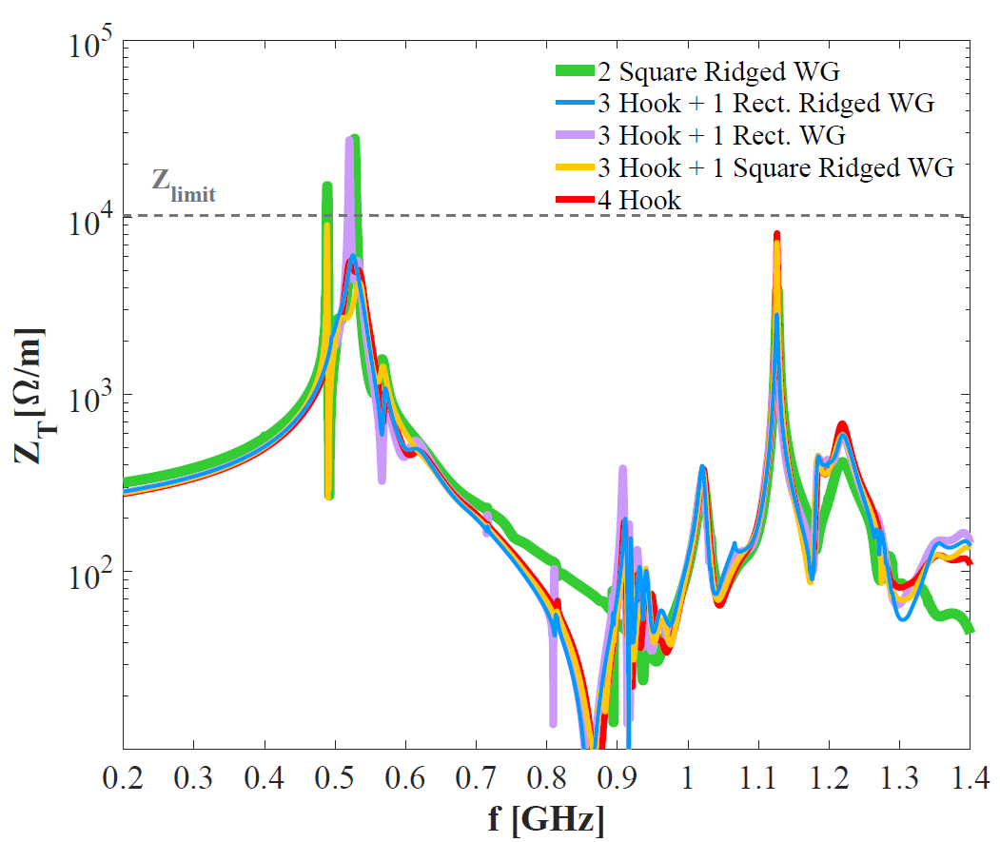 10^5
2 Square Ridged WG
3 Hook + 1 Rect. Ridged WG
3 Hook + 1 Rect. WG
3 Hook + 1 Square Ridged WG
4 Hook
Z_limit
10^4
10^3
10^2
Z_T [Ω/m]
0.2 0.3 0.4 0.5 0.6 0.7 0.8 0.9 1 1.1 1.2 1.3 1.4
f [GHz]